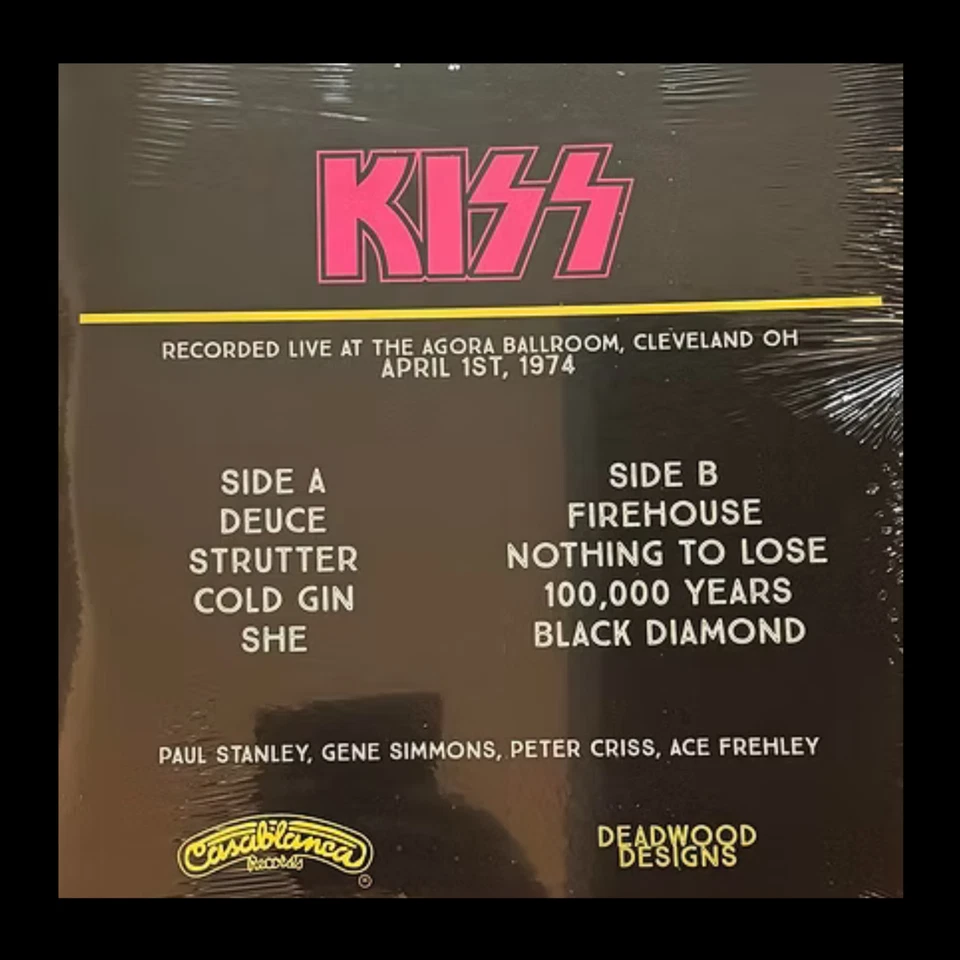 KISS
RECORDED LIVE AT THE AGORA BALLROOM, CLEVELAND OH
APRIL 1ST, 1974
SIDE A
DEUCE
STRUTTER
COLD GIN
SHE
SIDE B
FIREHOUSE
NOTHING TO LOSE
100,000 YEARS
BLACK DIAMOND
PAUL STANLEY, GENE SIMMONS, PETER CRISS, ACE FREHLEY
Casablanca
Records
®
DEADWOOD
DESIGNS